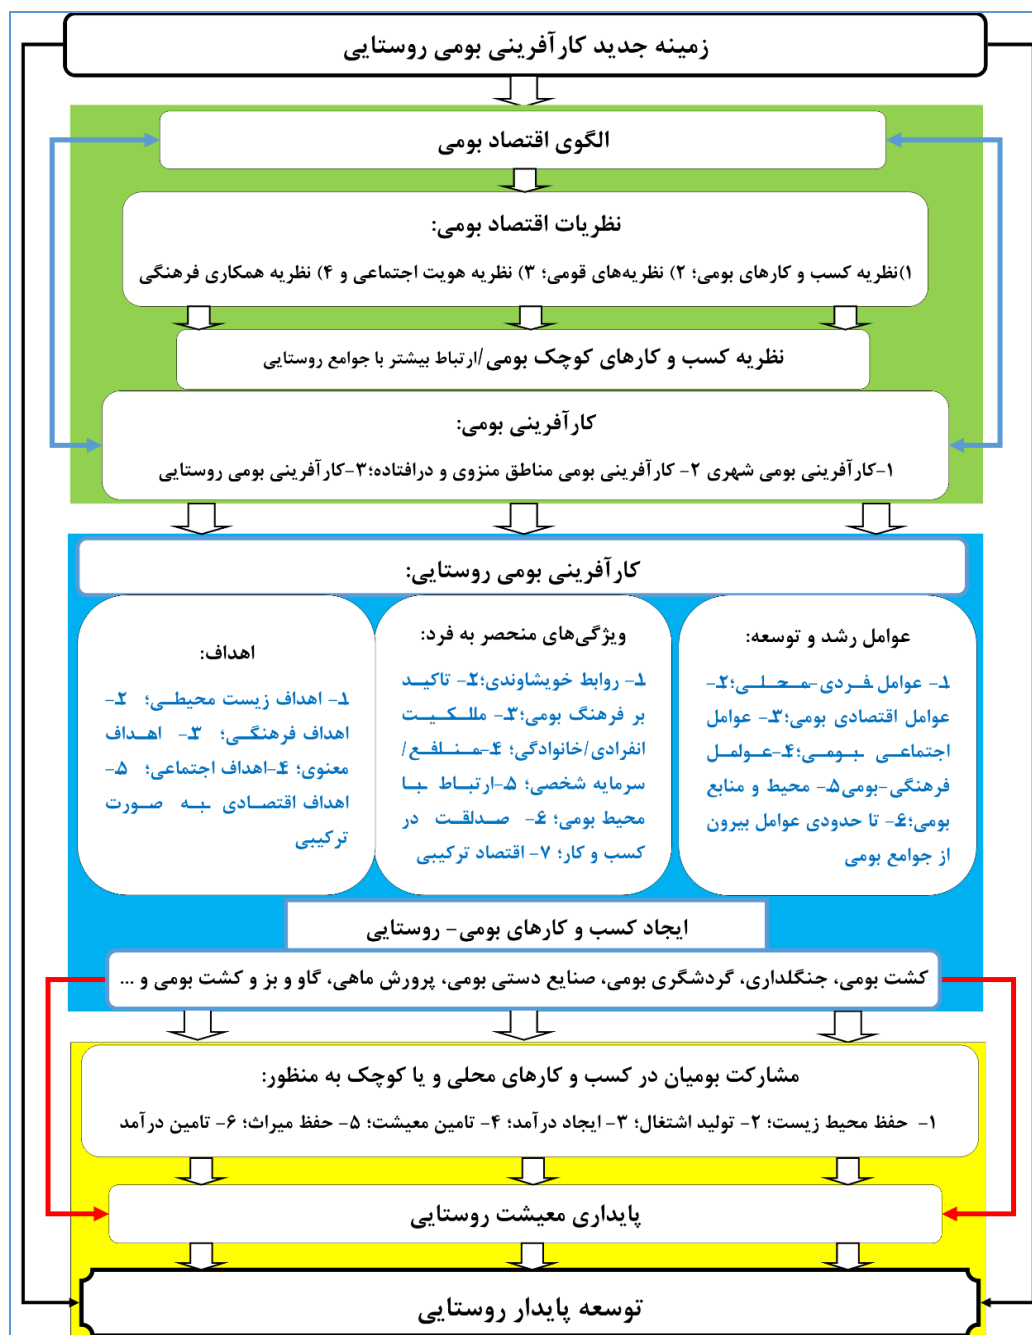 زمینه جدید کارآفرینی بومی روستایی
الگوی اقتصاد بومی
نظریات اقتصاد بومی:
۱)نظریه کسب و کارهای بومی؛ ۲) نظریه‌های قومی؛ ۳) نظریه هویت اجتماعی و ۴) نظریه همکاری فرهنگی
نظریه کسب و کارهای کوچک بومی/ارتباط بیشتر با جوامع روستایی
کارآفرینی بومی:
۱-کارآفرینی بومی شهری ۲- کارآفرینی بومی مناطق منزوی و درافتاده؛۳-کارآفرینی بومی روستایی
کارآفرینی بومی روستایی:
عوامل رشد و توسعه:
۱- عوامل فردی-محلی؛۲-
عوامل اقتصادی بومی؛۳- عوامل
اجتماعی بومی؛۴-عوامل
فرهنگی-بومی۵- محیط و منابع
بومی؛۶- تا حدودی عوامل بیرون
از جوامع بومی
ویژگی‌های منحصر به فرد:
۱- روابط خویشاوندی؛۲- تاکید
بر فرهنگ بومی؛۳- مالکیت
انفرادی/خانوادگی؛ ۴-منافع/
سرمایه شخصی؛ ۵-ارتباط با
محیط بومی؛ ۶- صداقت در
کسب و کار؛ ۷- اقتصاد ترکیبی
اهداف:
۱- اهداف زیست محیطی؛ ۲-
اهداف فرهنگی؛ ۳- اهداف
معنوی؛ ۴-اهداف اجتماعی؛ ۵-
اهداف اقتصادی به صورت
ترکیبی
ایجاد کسب و کارهای بومی- روستایی
کشت بومی، جنگلداری، گردشگری بومی، صنایع دستی بومی، پرورش ماهی، گاو و بز و کشت بومی و ...
مشارکت بومیان در کسب و کارهای محلی و یا کوچک به منظور:
۱- حفظ محیط زیست؛ ۲- تولید اشتغال؛ ۳- ایجاد درآمد؛ ۴- تامین معیشت؛ ۵- حفظ میراث؛ ۶- تامین درآمد
پایداری معیشت روستایی
توسعه پایدار روستایی